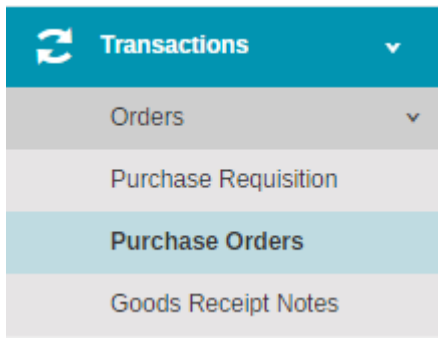 Transactions
Orders
Purchase Requisition
Purchase Orders
Goods Receipt Notes